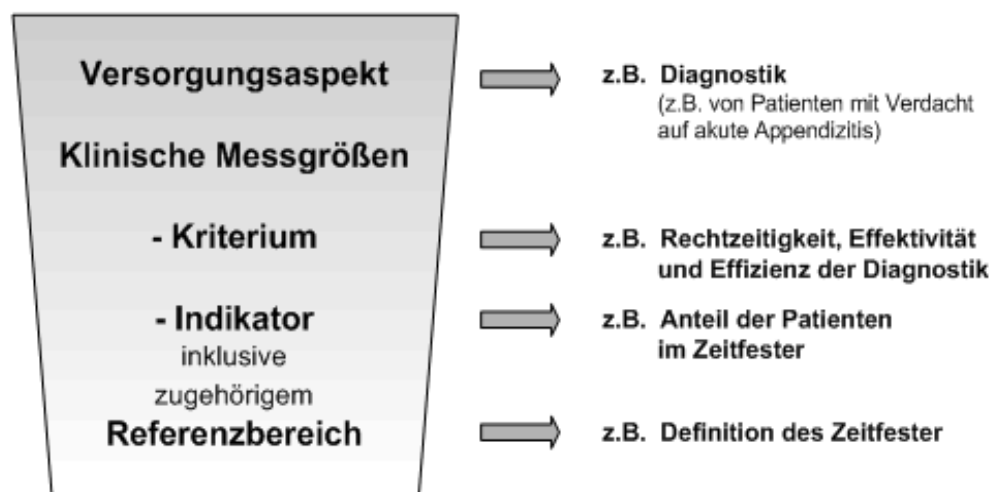 Versorgungsaspekt
z.B. Diagnostik
(z.B. von Patienten mit Verdacht
auf akute Appendizitis)
Klinische Messgrößen
- Kriterium
z.B. Rechtzeitigkeit, Effektivität
und Effizienz der Diagnostik
- Indikator
inklusive
zugehörigem
z.B. Anteil der Patienten
im Zeitfester
Referenzbereich
z.B. Definition des Zeitfester